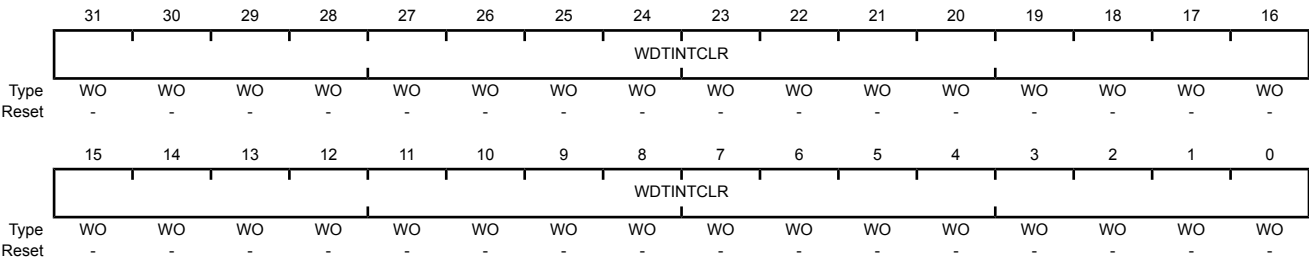 31 30 29 28 27 26 25 24 23 22 21 20 19 18 17 16
WDTINTCLR
Type WO WO WO WO WO WO WO WO WO WO WO WO WO WO WO WO
Reset - - - - - - - - - - - - - - - -
15 14 13 12 11 10 9 8 7 6 5 4 3 2 1 0
WDTINTCLR
Type WO WO WO WO WO WO WO WO WO WO WO WO WO WO WO WO
Reset - - - - - - - - - - - - - - - -